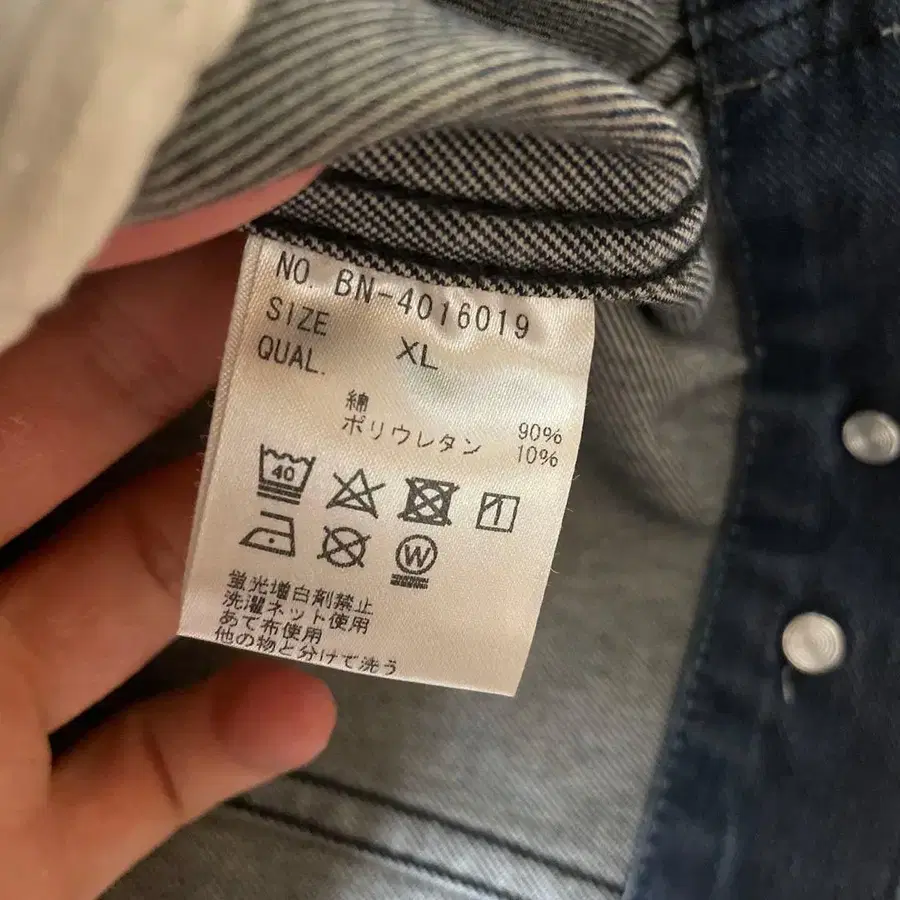 NO. BN-4016019
SIZE XL
QUAL.
綿 90%
ポリウレタン 10%
40
W
蛍光増白剤禁止
洗濯ネット使用
あて布使用
他の物と分けて洗う